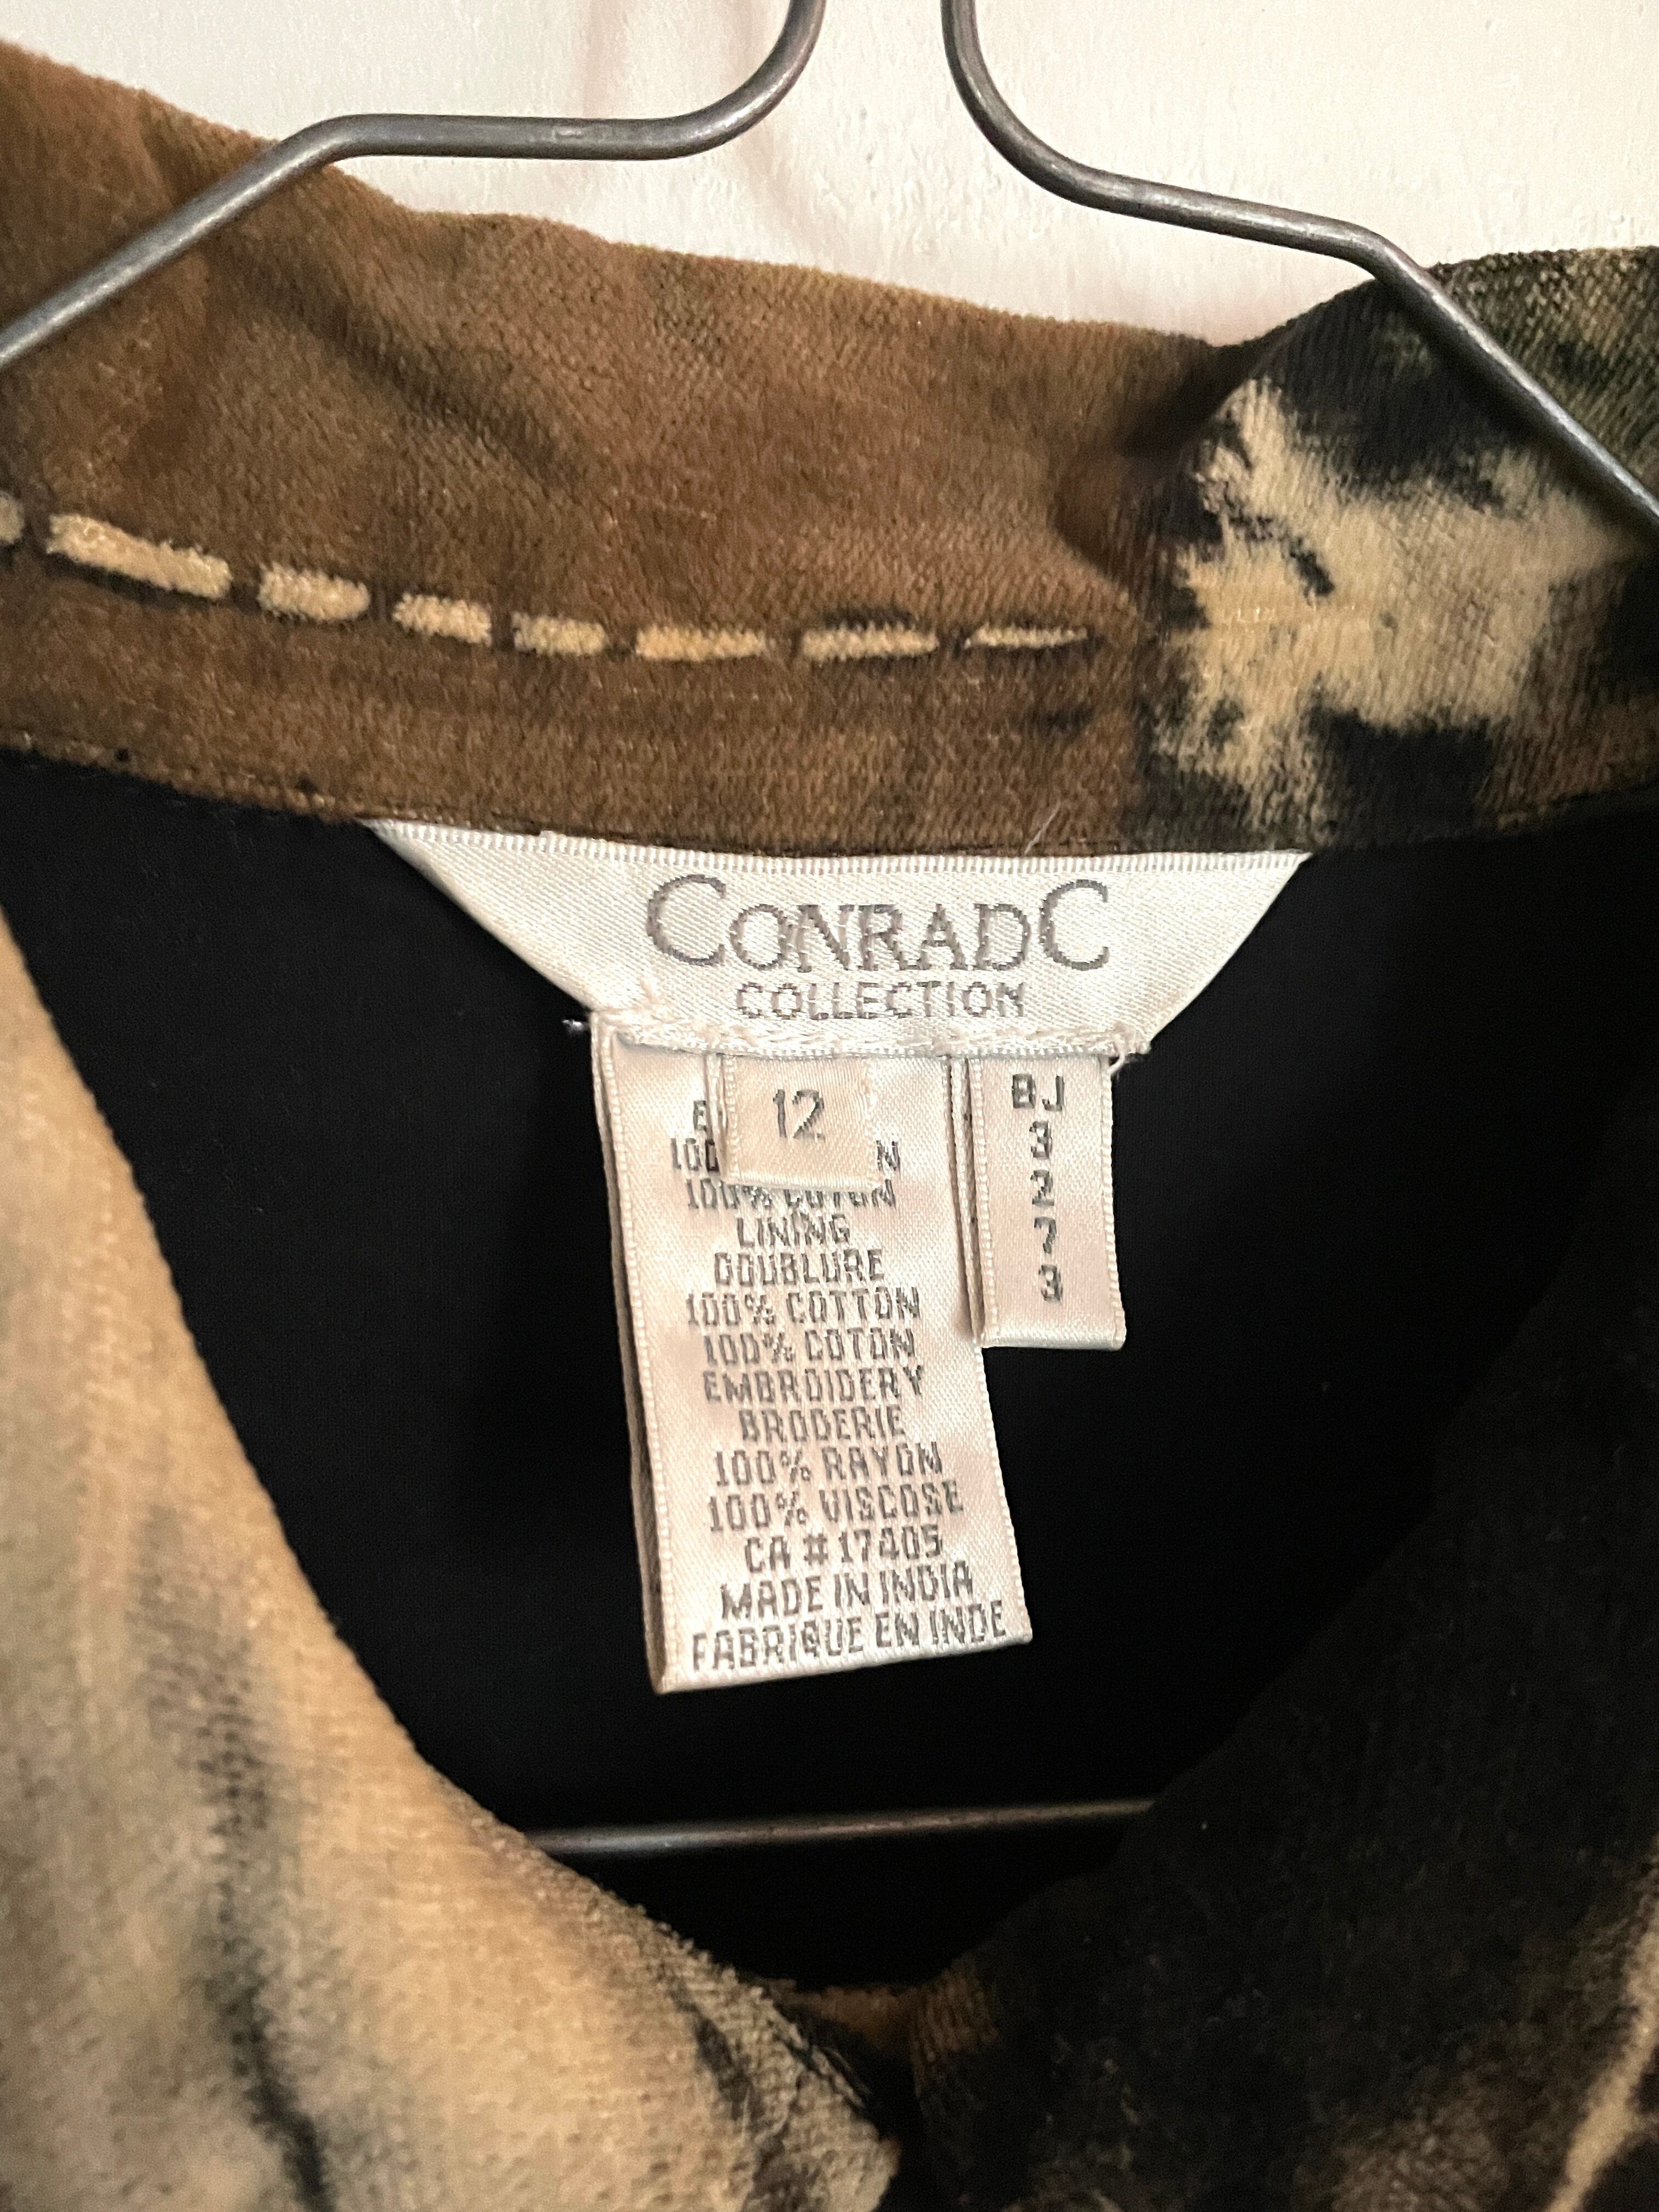 CONRADC
COLLECTION
12
100% COTON
LINING
DOUBLURE
100% COTTON
100% COTON
EMBROIDERY
BRODERIE
100% RAYON
100% VISCOSE
CA # 17405
MADE IN INDIA
FABRIQUE EN INDE
BJ
3
2
7
3